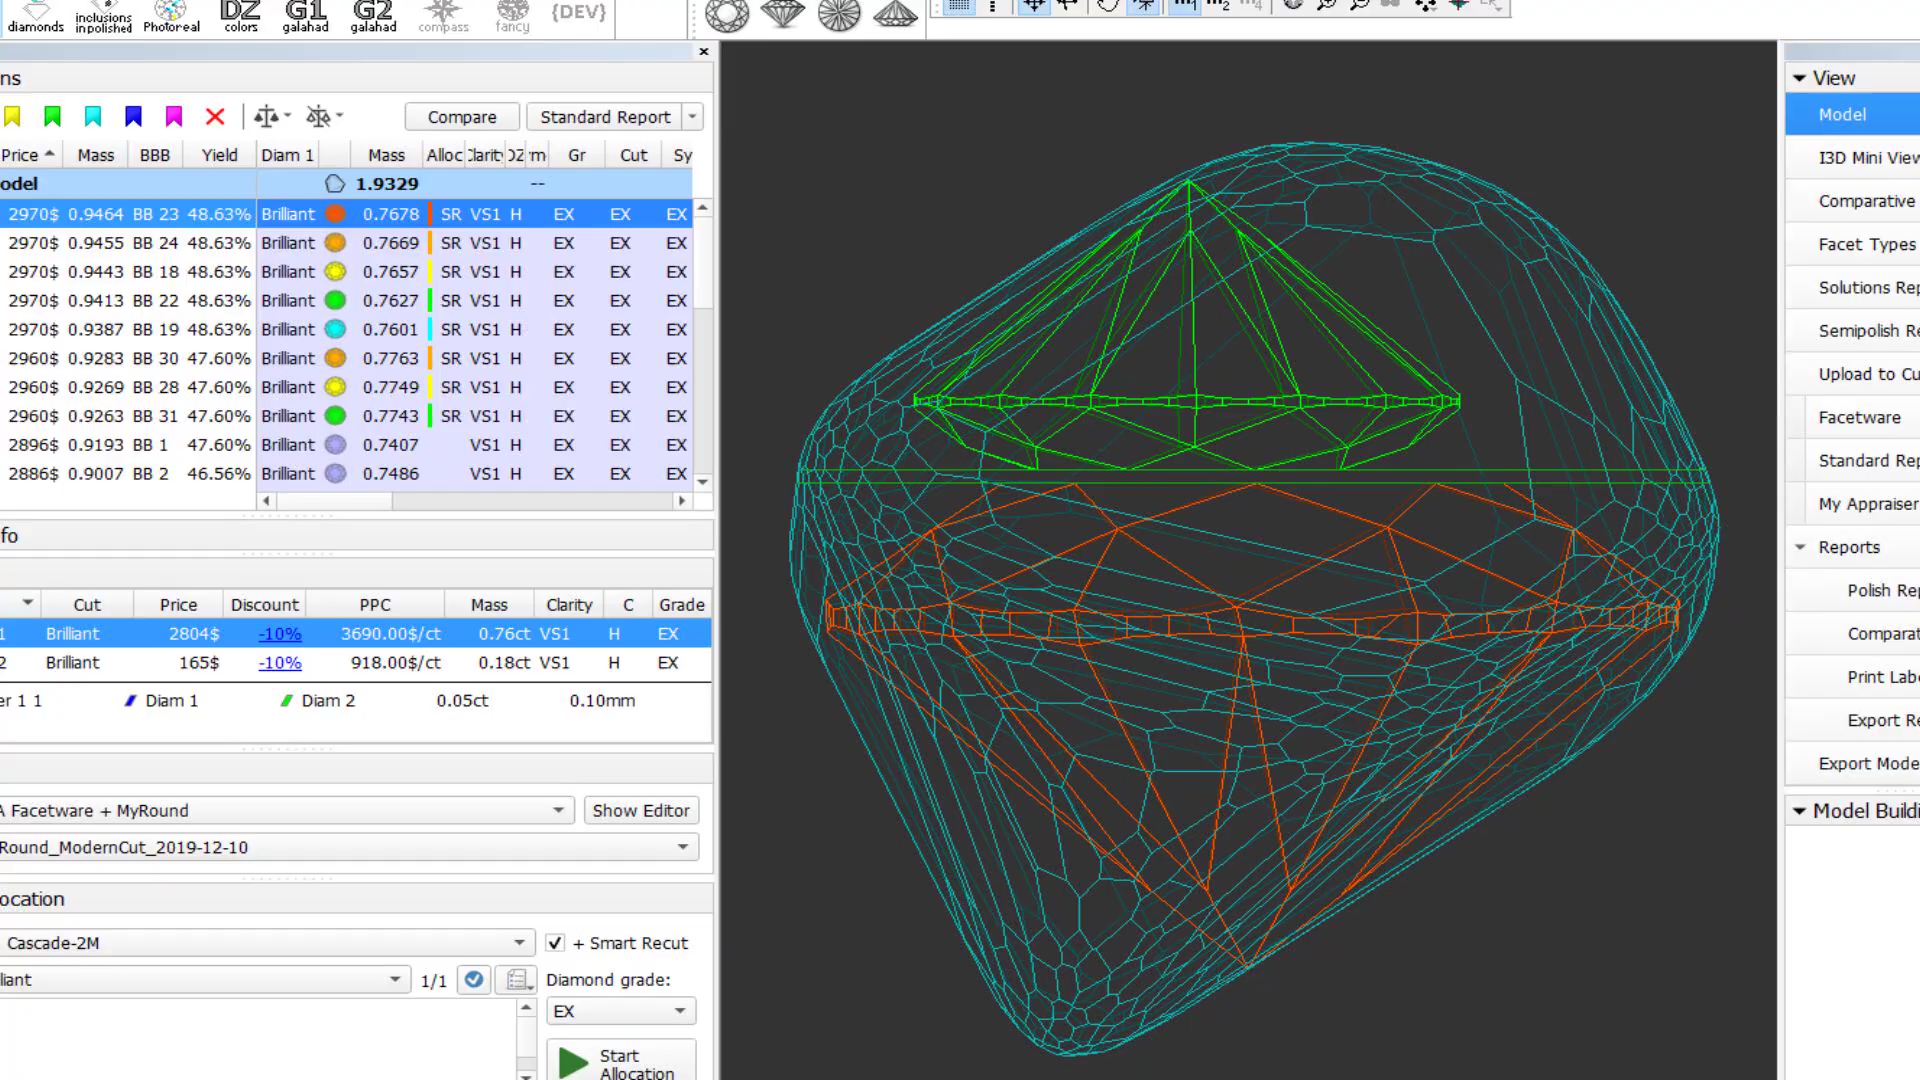 diamonds inclusions inpolished Photoreal DZ colors G1 galahad G2 galahad compass fancy {DEV}
ns
Compare Standard Report
Price Mass BBB Yield Diam 1 Mass Alloc Clarity DZ Gr Cut Sy
odel 1.9329 --
2970$ 0.9464 BB 23 48.63% Brilliant 0.7678 SR VS1 H EX EX EX
2970$ 0.9455 BB 24 48.63% Brilliant 0.7669 SR VS1 H EX EX EX
2970$ 0.9443 BB 18 48.63% Brilliant 0.7657 SR VS1 H EX EX EX
2970$ 0.9413 BB 22 48.63% Brilliant 0.7627 SR VS1 H EX EX EX
2970$ 0.9387 BB 19 48.63% Brilliant 0.7601 SR VS1 H EX EX EX
2960$ 0.9283 BB 30 47.60% Brilliant 0.7763 SR VS1 H EX EX EX
2960$ 0.9269 BB 28 47.60% Brilliant 0.7749 SR VS1 H EX EX EX
2960$ 0.9263 BB 31 47.60% Brilliant 0.7743 SR VS1 H EX EX EX
2896$ 0.9193 BB 1 47.60% Brilliant 0.7407 VS1 H EX EX EX
2886$ 0.9007 BB 2 46.56% Brilliant 0.7486 VS1 H EX EX EX
fo
Cut Price Discount PPC Mass Clarity C Grade
1 Brilliant 2804$ -10% 3690.00$/ct 0.76ct VS1 H EX
2 Brilliant 165$ -10% 918.00$/ct 0.18ct VS1 H EX
er 1 1 Diam 1 Diam 2 0.05ct 0.10mm
A Facetware + MyRound Show Editor
Round_ModernCut_2019-12-10
ocation
Cascade-2M + Smart Recut
liant 1/1 Diamond grade:
EX
Start
Allocation
View
Model
I3D Mini View
Comparative
Facet Types
Solutions Rep
Semipolish Re
Upload to Cu
Facetware
Standard Rep
My Appraiser
Reports
Polish Rep
Comparat
Print Labe
Export Re
Export Mode
Model Buildi